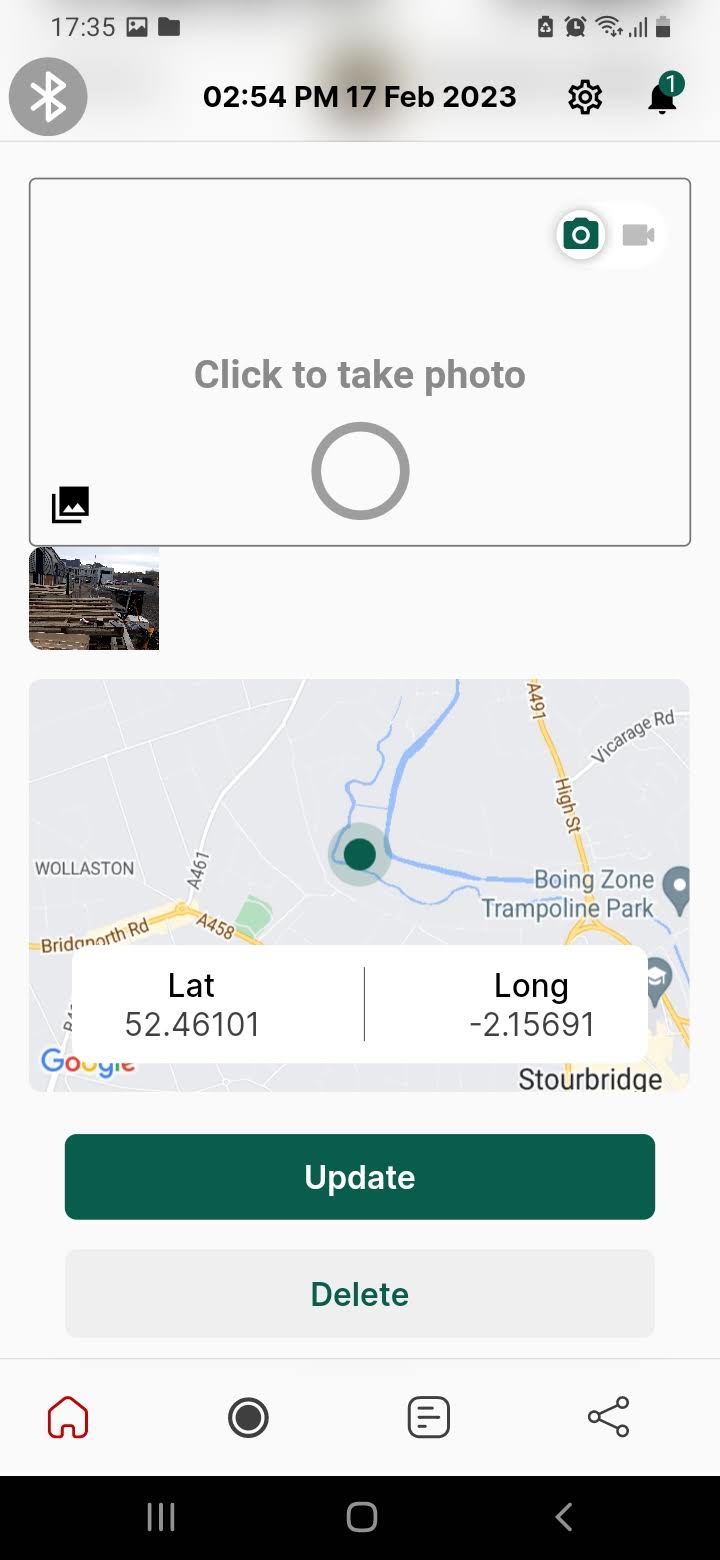 17:35
02:54 PM 17 Feb 2023
1
Click to take photo
A491
Vicarage Rd
High St
WOLLASTON
A461
Boing Zone
Trampoline Park
Bridgnorth Rd
A458
Lat
Long
52.46101
-2.15691
Google
Stourbridge
Update
Delete